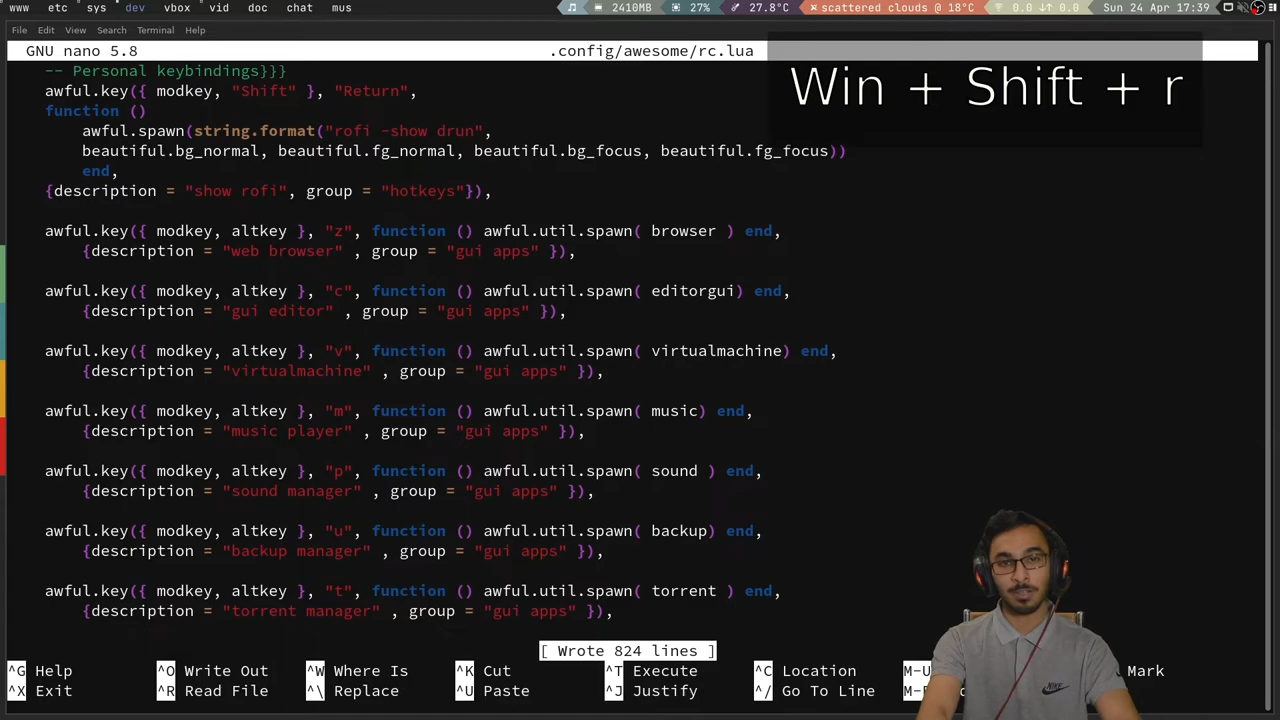 www etc sys dev vbox vid doc chat mus
2410MB 27% 27.8°C scattered clouds @ 18°C 0.0 ↑↓ 0.0 Sun 24 Apr 17:39
File Edit View Search Terminal Help
GNU nano 5.8 .config/awesome/rc.lua
Win + Shift + r
-- Personal keybindings}}}
awful.key({ modkey, "Shift" }, "Return",
function ()
awful.spawn(string.format("rofi -show drun",
beautiful.bg_normal, beautiful.fg_normal, beautiful.bg_focus, beautiful.fg_focus))
end,
{description = "show rofi", group = "hotkeys"}),
awful.key({ modkey, altkey }, "z", function () awful.util.spawn( browser ) end,
{description = "web browser" , group = "gui apps" }),
awful.key({ modkey, altkey }, "c", function () awful.util.spawn( editorgui) end,
{description = "gui editor" , group = "gui apps" }),
awful.key({ modkey, altkey }, "v", function () awful.util.spawn( virtualmachine) end,
{description = "virtualmachine" , group = "gui apps" }),
awful.key({ modkey, altkey }, "m", function () awful.util.spawn( music) end,
{description = "music player" , group = "gui apps" }),
awful.key({ modkey, altkey }, "p", function () awful.util.spawn( sound ) end,
{description = "sound manager" , group = "gui apps" }),
awful.key({ modkey, altkey }, "u", function () awful.util.spawn( backup) end,
{description = "backup manager" , group = "gui apps" }),
awful.key({ modkey, altkey }, "t", function () awful.util.spawn( torrent ) end,
{description = "torrent manager" , group = "gui apps" }),
[ Wrote 824 lines ]
^G Help ^O Write Out ^W Where Is ^K Cut ^T Execute ^C Location M-U Mark
^X Exit ^R Read File ^\ Replace ^U Paste ^J Justify ^/ Go To Line